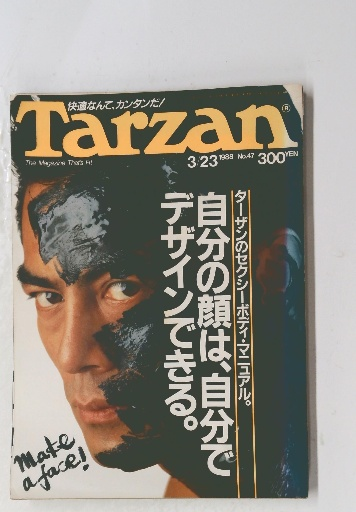 快適なんて、カンタンだ!
Tarzan®
The Magazine That's Fit
3/23 1988 No.47 300YEN
ターザンのセクシーボディ・マニュアル。
自分の顔は、自分で
デザインできる。
Make
a face!